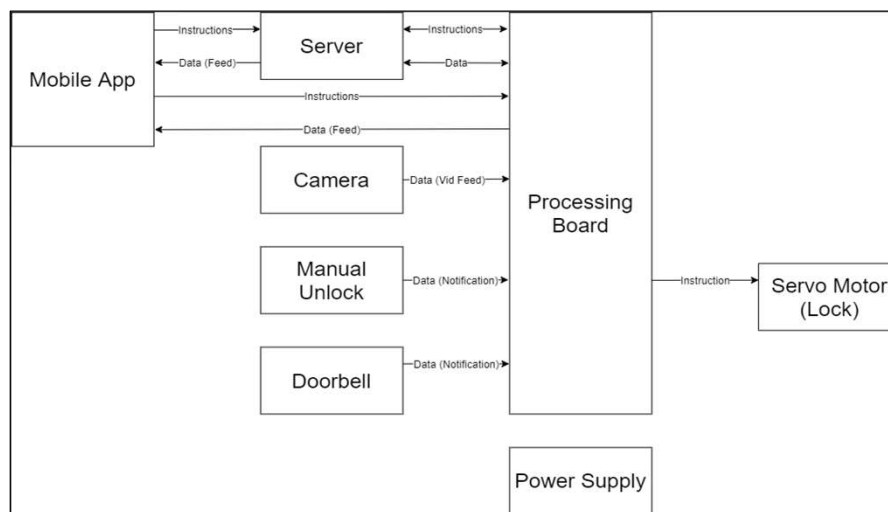 Mobile App
Instructions
Server
Instructions
Data (Feed)
Data
Instructions
Data (Feed)
Camera
Data (Vid Feed)
Processing
Board
Manual
Unlock
Data (Notification)
Instruction
Servo Motor
(Lock)
Doorbell
Data (Notification)
Power Supply